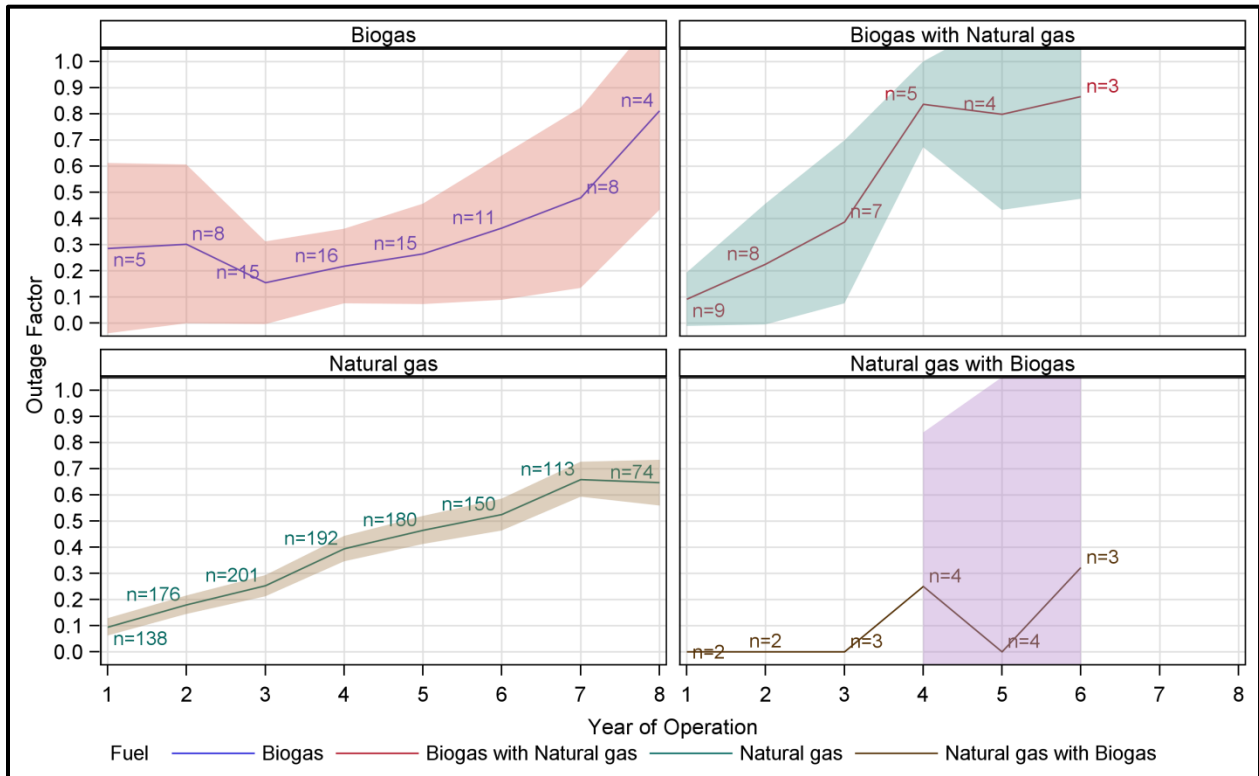 Biogas
Biogas with Natural gas
1.0
0.9
0.8
0.7
0.6
0.5
0.4
0.3
0.2
0.1
0.0
n=5
n=8
n=15
n=16
n=15
n=11
n=8
n=4
n=9
n=8
n=7
n=5
n=4
n=3
Outage Factor
Natural gas
Natural gas with Biogas
1.0
0.9
0.8
0.7
0.6
0.5
0.4
0.3
0.2
0.1
0.0
n=138
n=176
n=201
n=192
n=180
n=150
n=113
n=74
n=2
n=2
n=3
n=4
n=4
n=3
1 2 3 4 5 6 7 8
1 2 3 4 5 6 7 8
Year of Operation
Fuel Biogas Biogas with Natural gas Natural gas Natural gas with Biogas